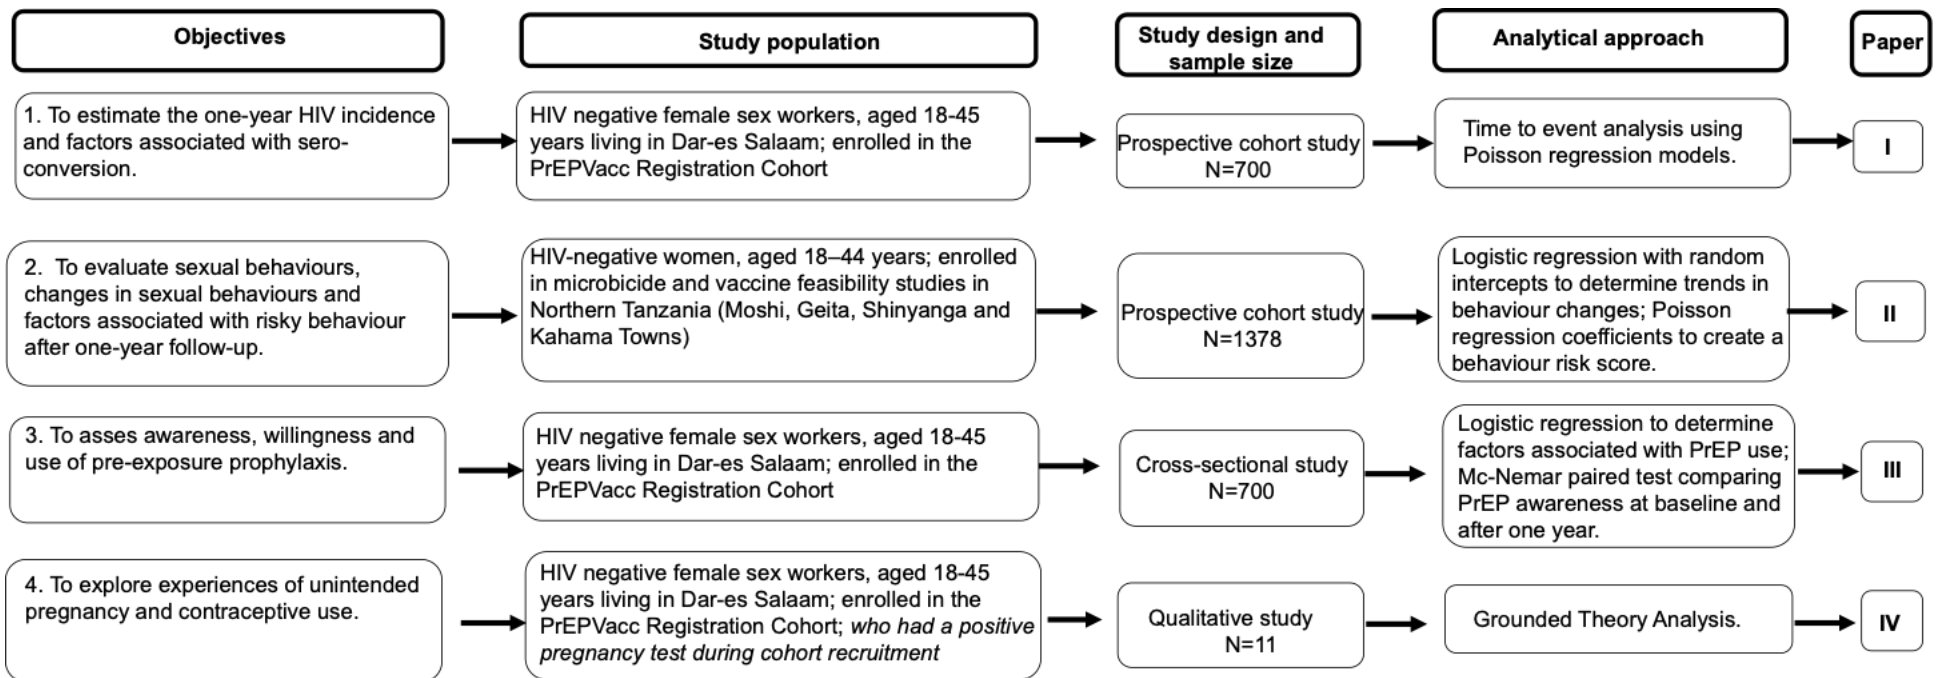 Objectives
Study population
Study design and
sample size
Analytical approach
Paper
1. To estimate the one-year HIV incidence
and factors associated with sero-
conversion.
HIV negative female sex workers, aged 18-45
years living in Dar-es Salaam; enrolled in the
PrEPVacc Registration Cohort
Prospective cohort study
N=700
Time to event analysis using
Poisson regression models.
I
2. To evaluate sexual behaviours,
changes in sexual behaviours and
factors associated with risky behaviour
after one-year follow-up.
HIV-negative women, aged 18–44 years; enrolled
in microbicide and vaccine feasibility studies in
Northern Tanzania (Moshi, Geita, Shinyanga and
Kahama Towns)
Prospective cohort study
N=1378
Logistic regression with random
intercepts to determine trends in
behaviour changes; Poisson
regression coefficients to create a
behaviour risk score.
II
3. To asses awareness, willingness and
use of pre-exposure prophylaxis.
HIV negative female sex workers, aged 18-45
years living in Dar-es Salaam; enrolled in the
PrEPVacc Registration Cohort
Cross-sectional study
N=700
Logistic regression to determine
factors associated with PrEP use;
Mc-Nemar paired test comparing
PrEP awareness at baseline and
after one year.
III
4. To explore experiences of unintended
pregnancy and contraceptive use.
HIV negative female sex workers, aged 18-45
years living in Dar-es Salaam; enrolled in the
PrEPVacc Registration Cohort; who had a positive
pregnancy test during cohort recruitment
Qualitative study
N=11
Grounded Theory Analysis.
IV